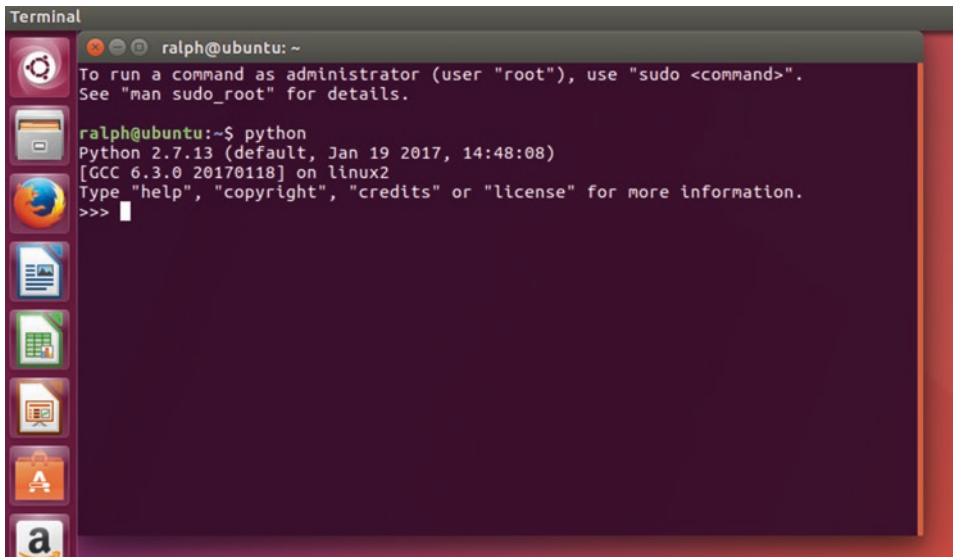 Terminal
ralph@ubuntu: ~
To run a command as administrator (user "root"), use "sudo <command>".
See "man sudo_root" for details.
ralph@ubuntu:~$ python
Python 2.7.13 (default, Jan 19 2017, 14:48:08)
[GCC 6.3.0 20170118] on linux2
Type "help", "copyright", "credits" or "license" for more information.
>>>
A
a